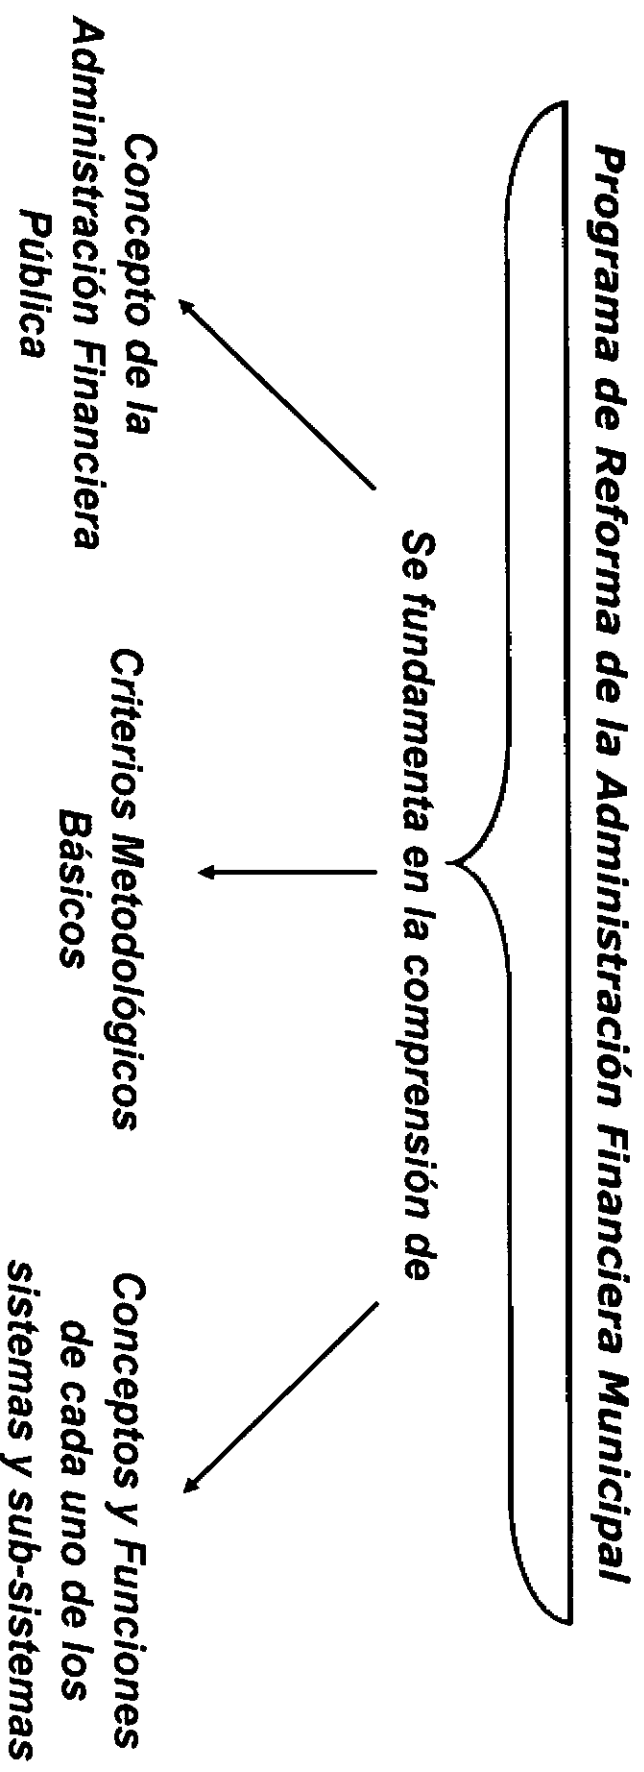 Programa de Reforma de la Administración Financiera Municipal
Se fundamenta en la comprensión de
Concepto de la
Administración Financiera
Pública
Criterios Metodológicos
Básicos
Conceptos y Funciones
de cada uno de los
sistemas y sub-sistemas